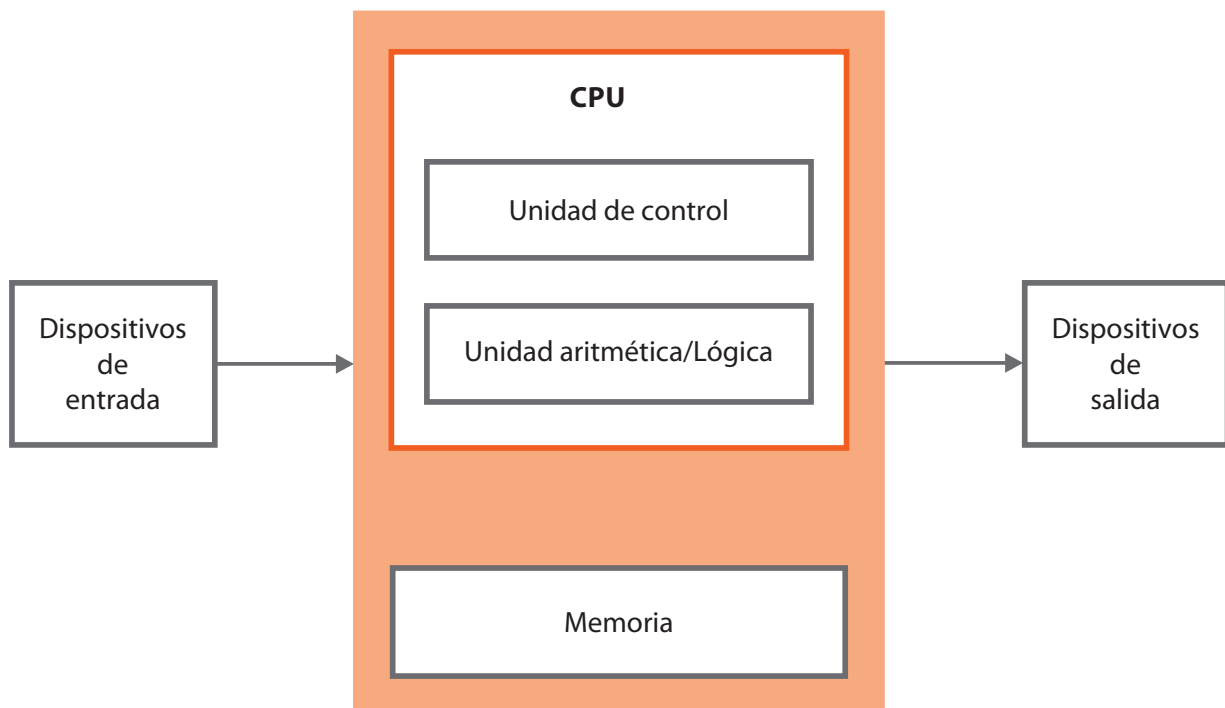 CPU
Unidad de control
Unidad aritmética/Lógica
Dispositivos
de
entrada
Dispositivos
de
salida
Memoria